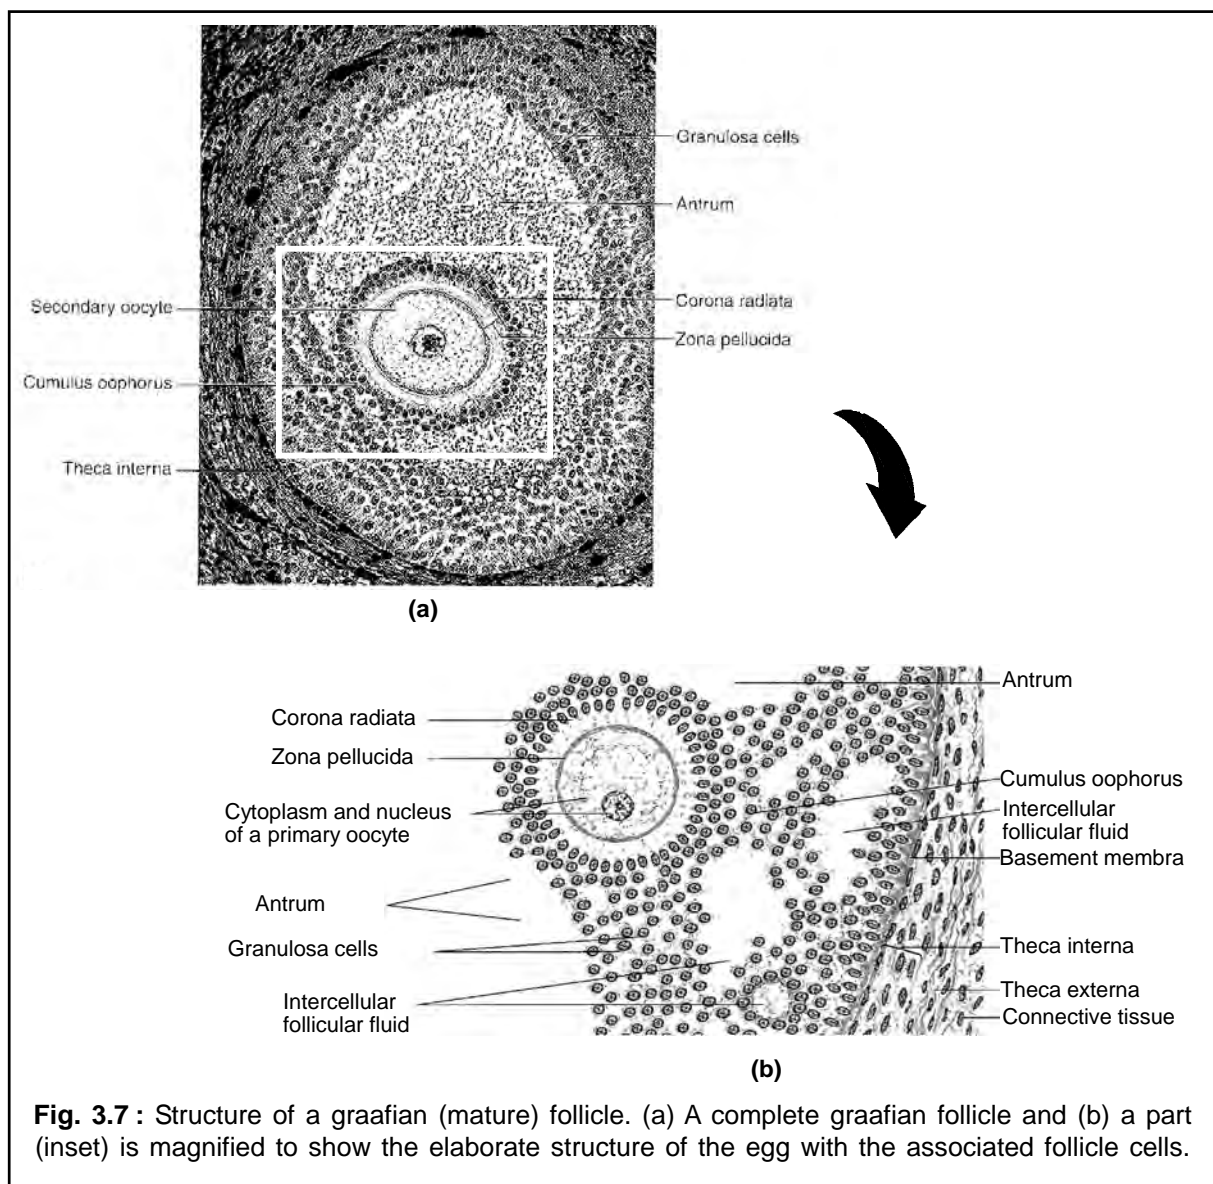 Granulosa cells
Antrum
Secondary oocyte
Corona radiata
Zona pellucida
Cumulus oophorus
Theca interna
(a)
Antrum
Corona radiata
Zona pellucida
Cumulus oophorus
Cytoplasm and nucleus
of a primary oocyte
Intercellular
follicular fluid
Basement membra
Antrum
Granulosa cells
Theca interna
Intercellular
follicular fluid
Theca externa
Connective tissue
(b)
Fig. 3.7 : Structure of a graafian (mature) follicle. (a) A complete graafian follicle and (b) a part
(inset) is magnified to show the elaborate structure of the egg with the associated follicle cells.